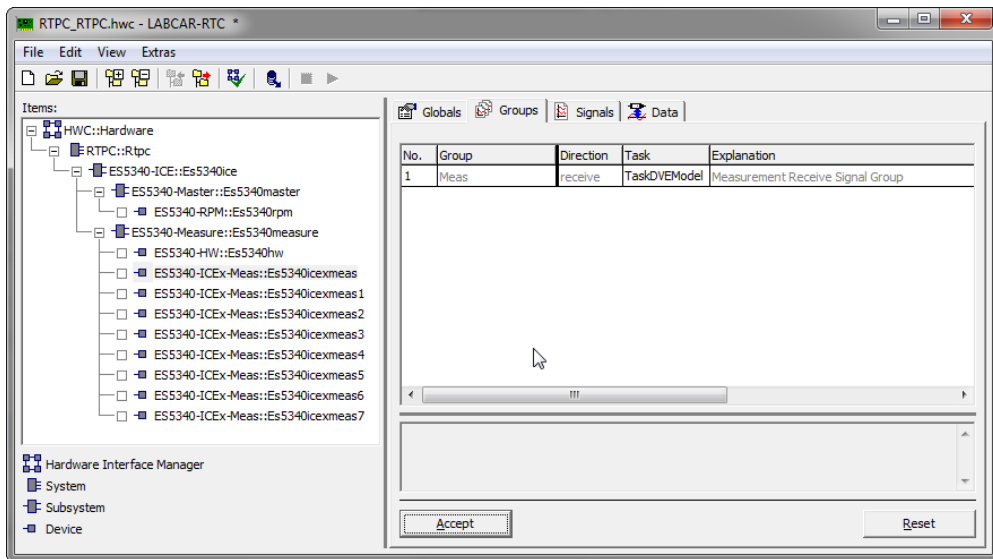 RTPC_RTPC.hwc - LABCAR-RTC *
File Edit View Extras
Items:
HWC::Hardware
RTPC::Rtpc
ES5340-ICE::Es5340ice
ES5340-Master::Es5340master
ES5340-RPM::Es5340rpm
ES5340-Measure::Es5340measure
ES5340-HW::Es5340hw
ES5340-ICEx-Meas::Es5340icexmeas
ES5340-ICEx-Meas::Es5340icexmeas1
ES5340-ICEx-Meas::Es5340icexmeas2
ES5340-ICEx-Meas::Es5340icexmeas3
ES5340-ICEx-Meas::Es5340icexmeas4
ES5340-ICEx-Meas::Es5340icexmeas5
ES5340-ICEx-Meas::Es5340icexmeas6
ES5340-ICEx-Meas::Es5340icexmeas7
Hardware Interface Manager
System
Subsystem
Device
Globals Groups Signals Data
No. Group Direction Task Explanation
1 Meas receive TaskDVEModel Measurement Receive Signal Group
Accept Reset